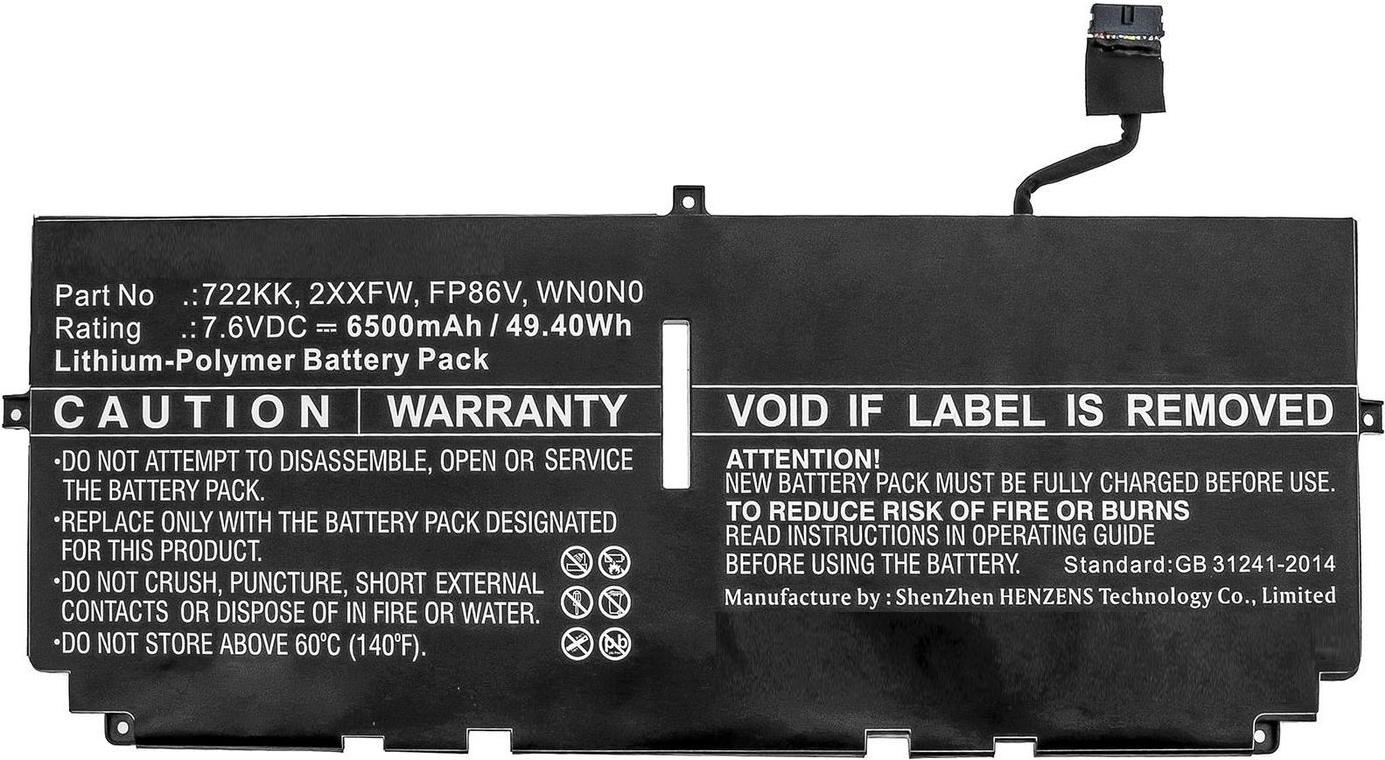 Part No .:722KK, 2XXFW, FP86V, WN0N0
Rating .:7.6VDC ⎓ 6500mAh / 49.40Wh
Lithium-Polymer Battery Pack
CAUTION WARRANTY VOID IF LABEL IS REMOVED
•DO NOT ATTEMPT TO DISASSEMBLE, OPEN OR SERVICE
THE BATTERY PACK.
•REPLACE ONLY WITH THE BATTERY PACK DESIGNATED
FOR THIS PRODUCT.
•DO NOT CRUSH, PUNCTURE, SHORT EXTERNAL
CONTACTS OR DISPOSE OF IN FIRE OR WATER.
•DO NOT STORE ABOVE 60℃ (140℉).
Pb
ATTENTION!
NEW BATTERY PACK MUST BE FULLY CHARGED BEFORE USE.
TO REDUCE RISK OF FIRE OR BURNS
READ INSTRUCTIONS IN OPERATING GUIDE
BEFORE USING THE BATTERY. Standard:GB 31241-2014
Manufacture by : ShenZhen HENZENS Technology Co., Limited